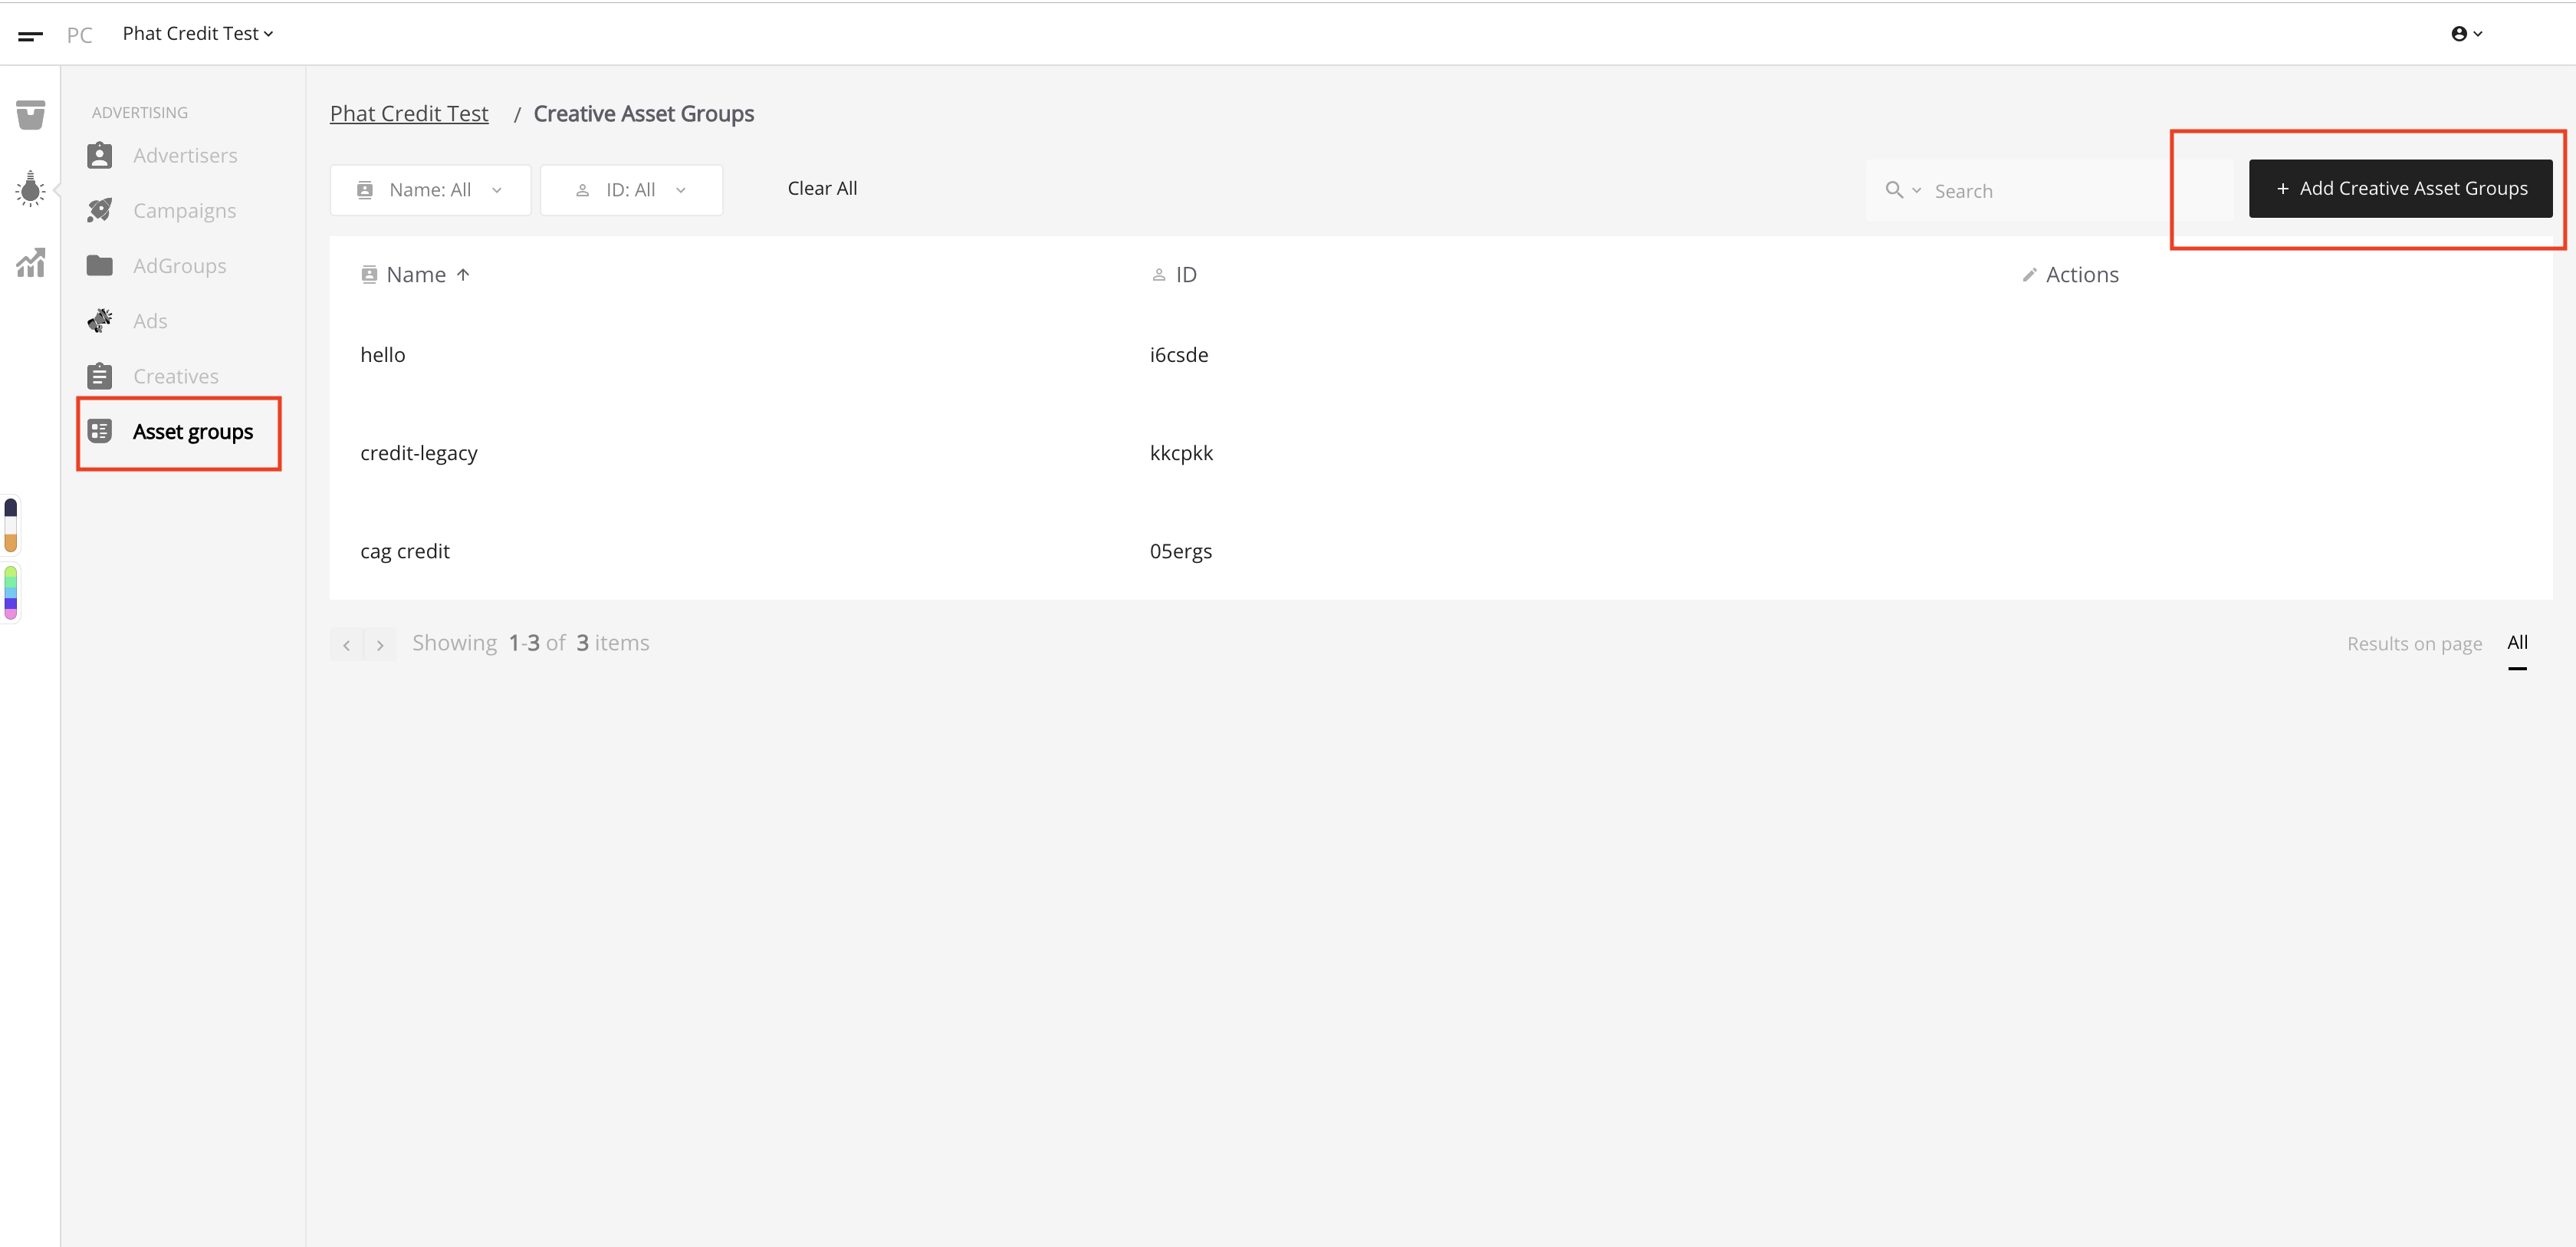 PC Phat Credit Test
ADVERTISING
Advertisers
Campaigns
AdGroups
Ads
Creatives
Asset groups
Phat Credit Test / Creative Asset Groups
Name: All ID: All Clear All Search + Add Creative Asset Groups
Name ID Actions
hello i6csde
credit-legacy kkcpkk
cag credit 05ergs
Showing 1-3 of 3 items Results on page All